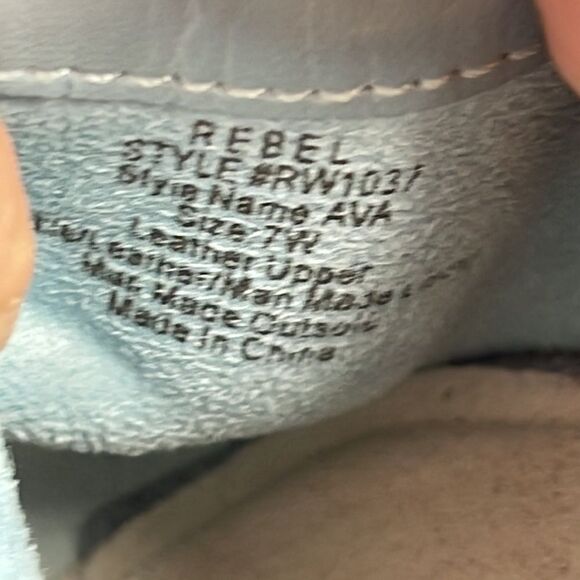 REBEL
STYLE #RW1037
Style Name AVA
Size 7W
Leather Upper
Leather/Man Made
Man Made Outsole
Made In China